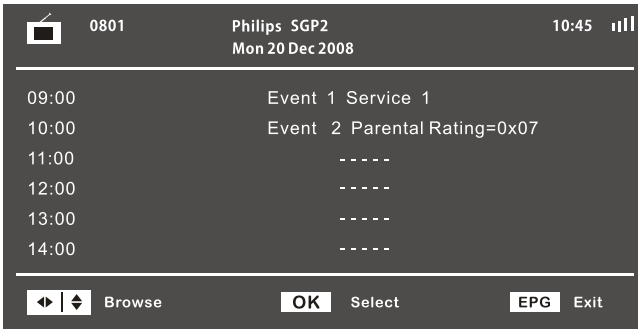 0801 Philips SGP2 10:45
Mon 20 Dec 2008
09:00 Event 1 Service 1
10:00 Event 2 Parental Rating=0x07
11:00 - - - - -
12:00 - - - - -
13:00 - - - - -
14:00 - - - - -
Browse OK Select EPG Exit